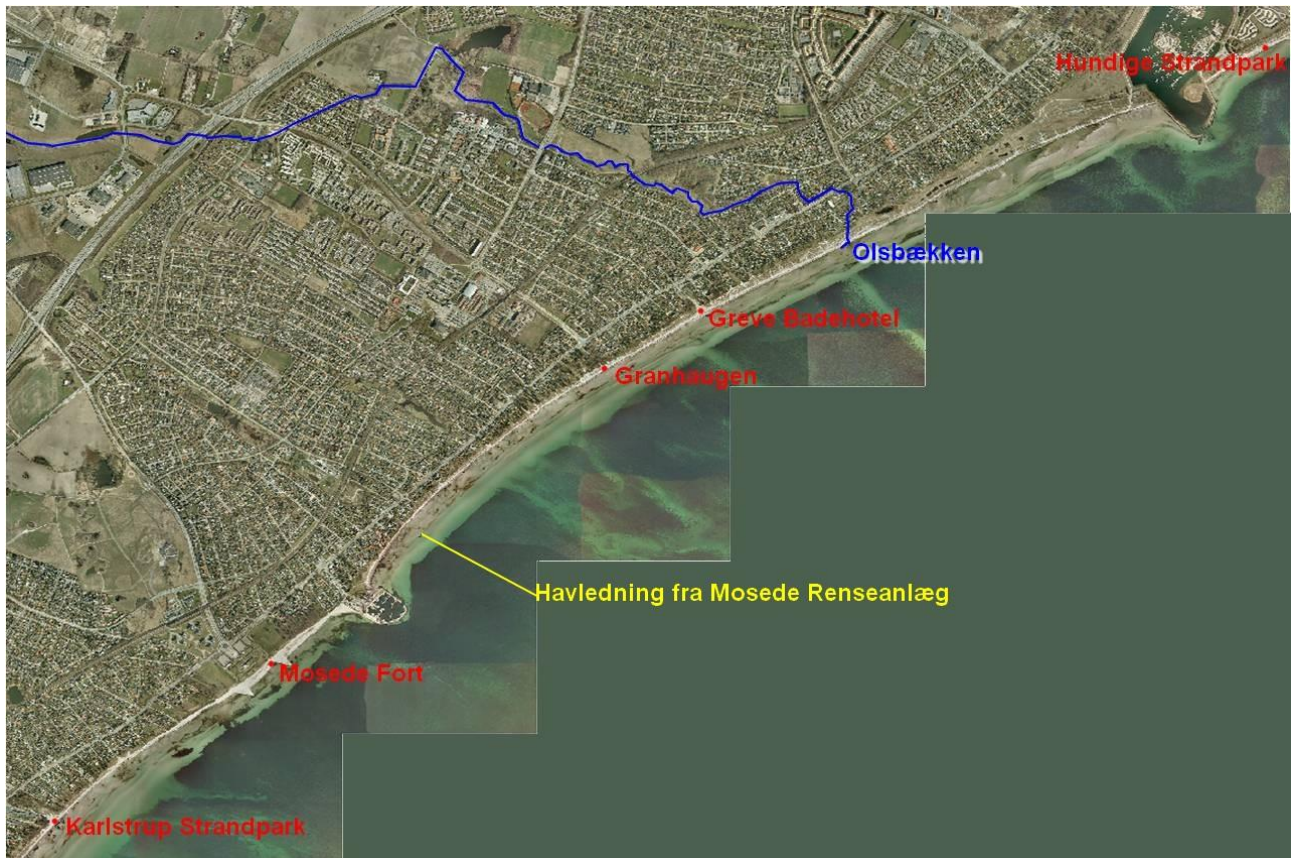 Hundige Strandpark
Olsbækken
Greve Badehotel
Granhaugen
Havledning fra Mosede Renseanlæg
Mosede Fort
Karlstrup Strandpark